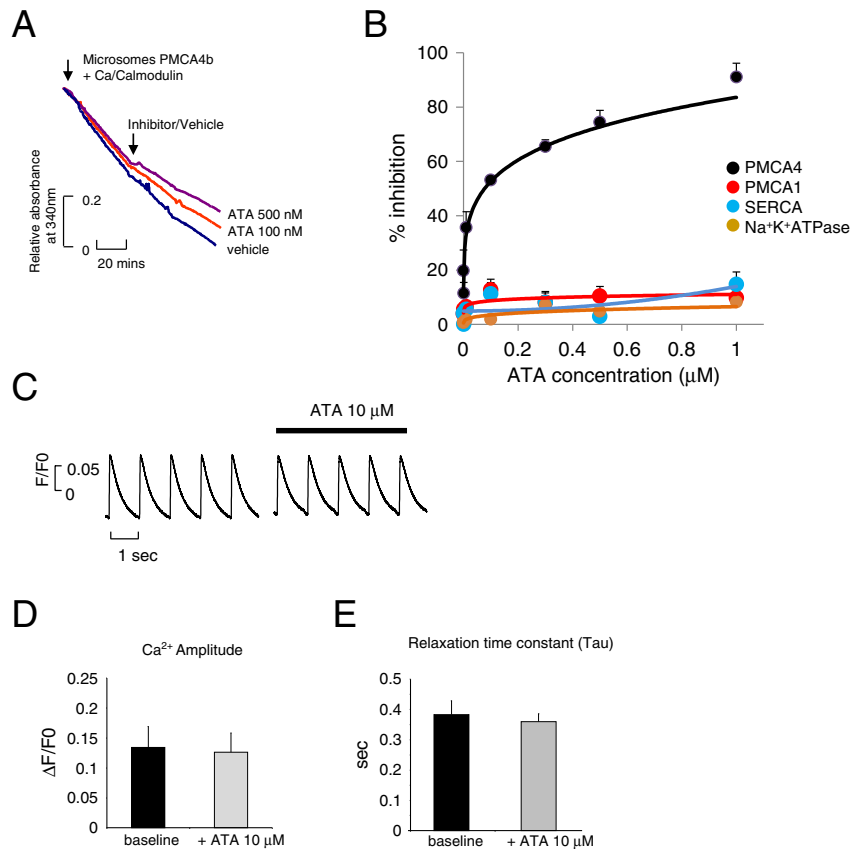 A
Microsomes PMCA4b
+ Ca/Calmodulin
Inhibitor/Vehicle
Relative absorbance
at 340nm
0.2
0
20 mins
ATA 500 nM
ATA 100 nM
vehicle
B
% inhibition
100
80
60
40
20
0
0 0.2 0.4 0.6 0.8 1
ATA concentration (μM)
PMCA4
PMCA1
SERCA
Na⁺K⁺ATPase
C
ATA 10 μM
F/F0
0.05
0
1 sec
D
Ca²⁺ Amplitude
ΔF/F0
0.25
0.2
0.15
0.1
0.05
0
baseline + ATA 10 μM
E
Relaxation time constant (Tau)
sec
0.5
0.4
0.3
0.2
0.1
0
baseline + ATA 10 μM